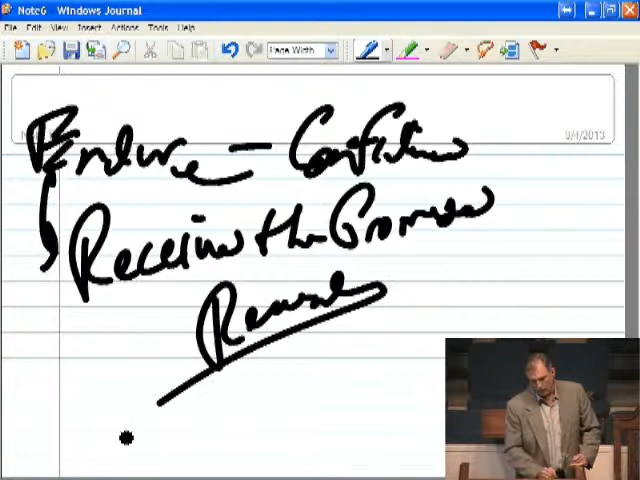 Note6 - Windows Journal
File Edit View Insert Actions Tools Help
Page Width
9/4/2013
Endure - Confidence
Receive the Promise
Reward